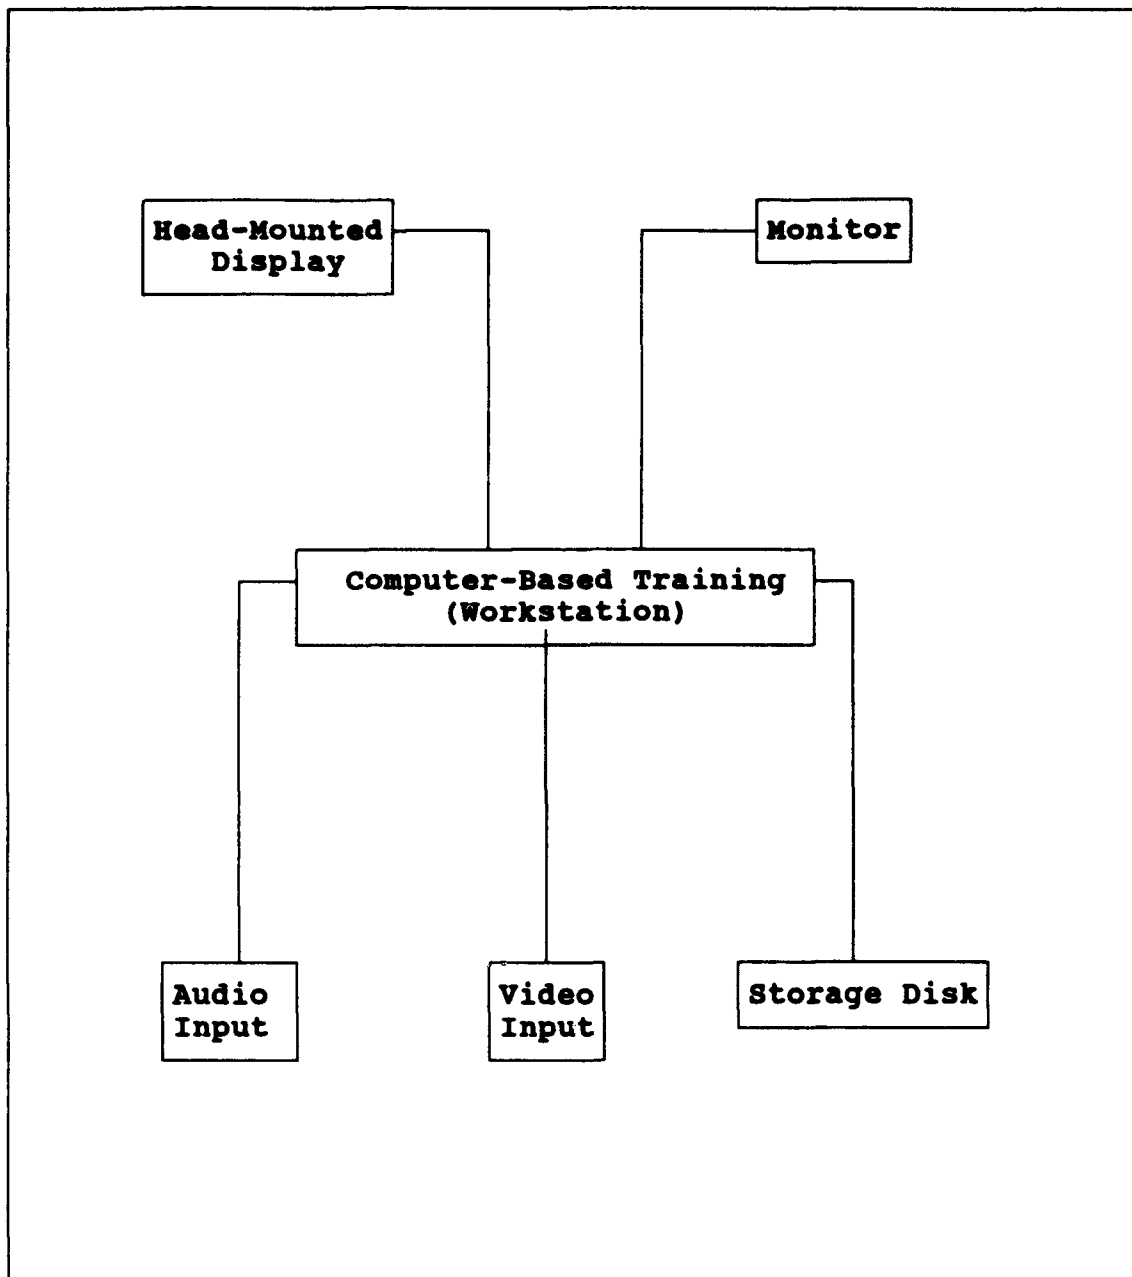 Head-Mounted
Display
Monitor
Computer-Based Training
(Workstation)
Audio
Input
Video
Input
Storage Disk